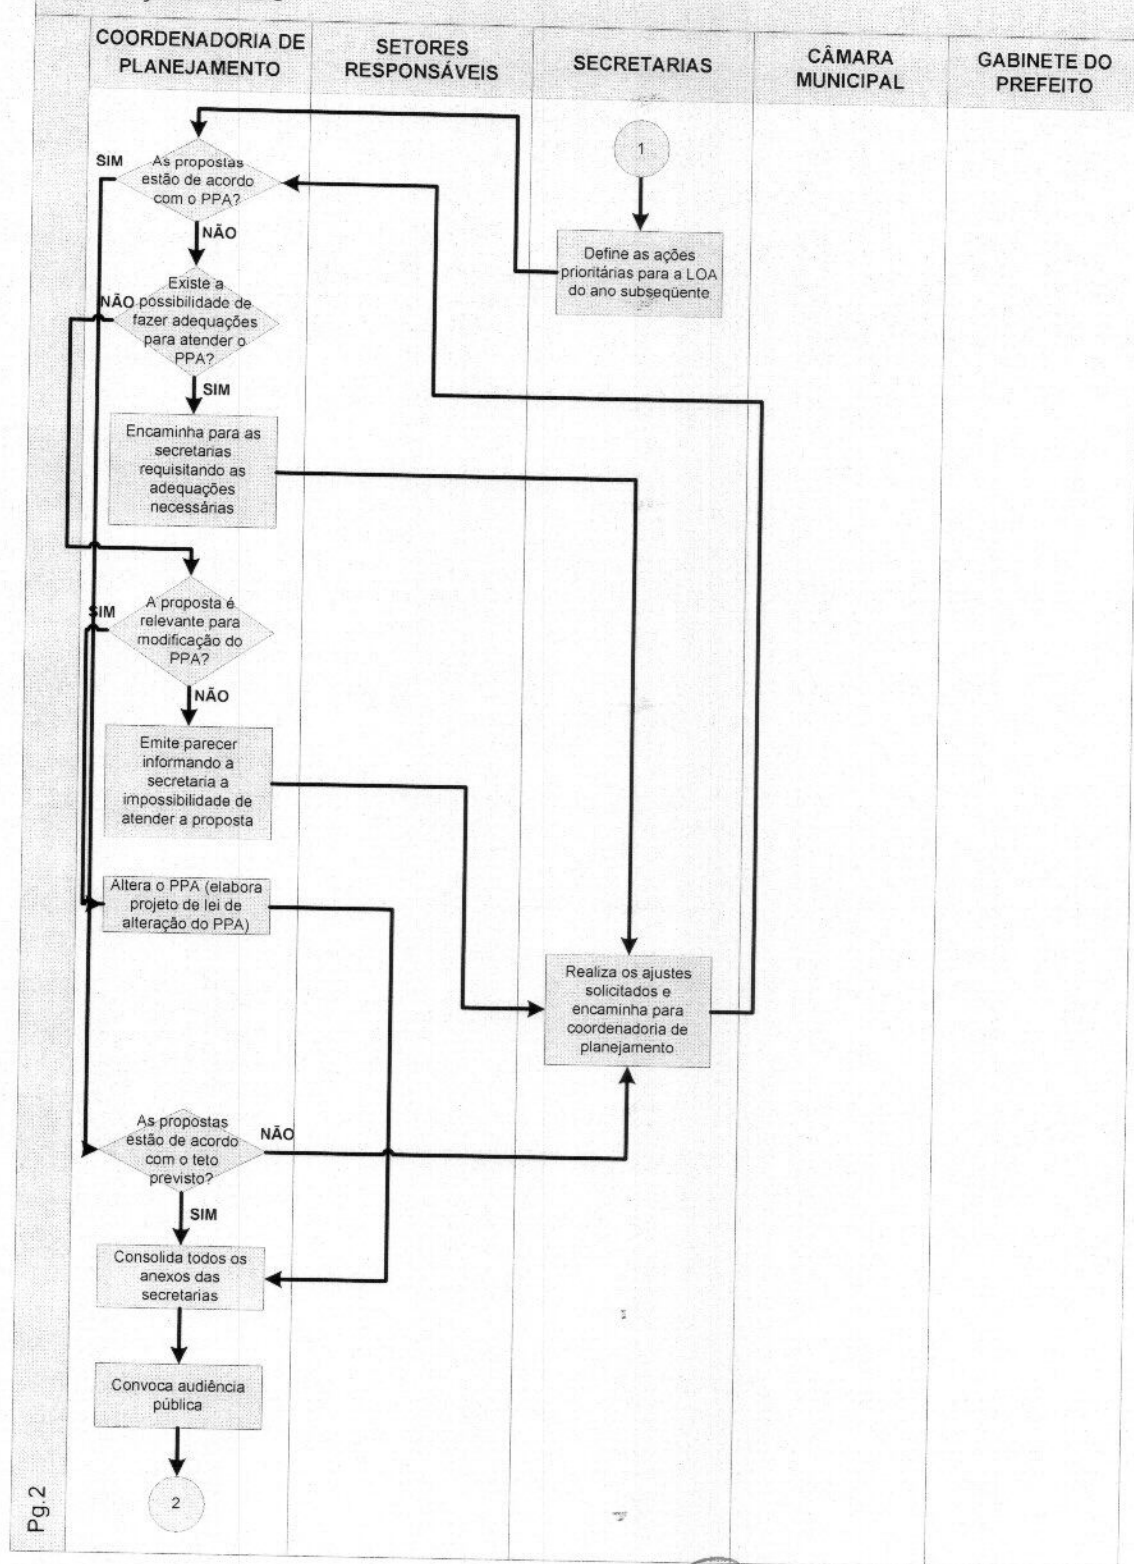 COORDENADORIA DE
PLANEJAMENTO
SETORES
RESPONSÁVEIS
SECRETARIAS
CÂMARA
MUNICIPAL
GABINETE DO
PREFEITO
1
SIM
As propostas
estão de acordo
com o PPA?
NÃO
Define as ações
prioritárias para a LOA
do ano subseqüente
NÃO
Existe a
possibilidade de
fazer adequações
para atender o
PPA?
SIM
Encaminha para as
secretarias
requisitando as
adequações
necessárias
SIM
A proposta é
relevante para
modificação do
PPA?
NÃO
Emite parecer
informando a
secretaria a
impossibilidade de
atender a proposta
Altera o PPA (elabora
projeto de lei de
alteração do PPA)
Realiza os ajustes
solicitados e
encaminha para
coordenadoria de
planejamento
As propostas
estão de acordo
com o teto
previsto?
NÃO
SIM
Consolida todos os
anexos das
secretarias
Convoca audiência
pública
2
Pg.2